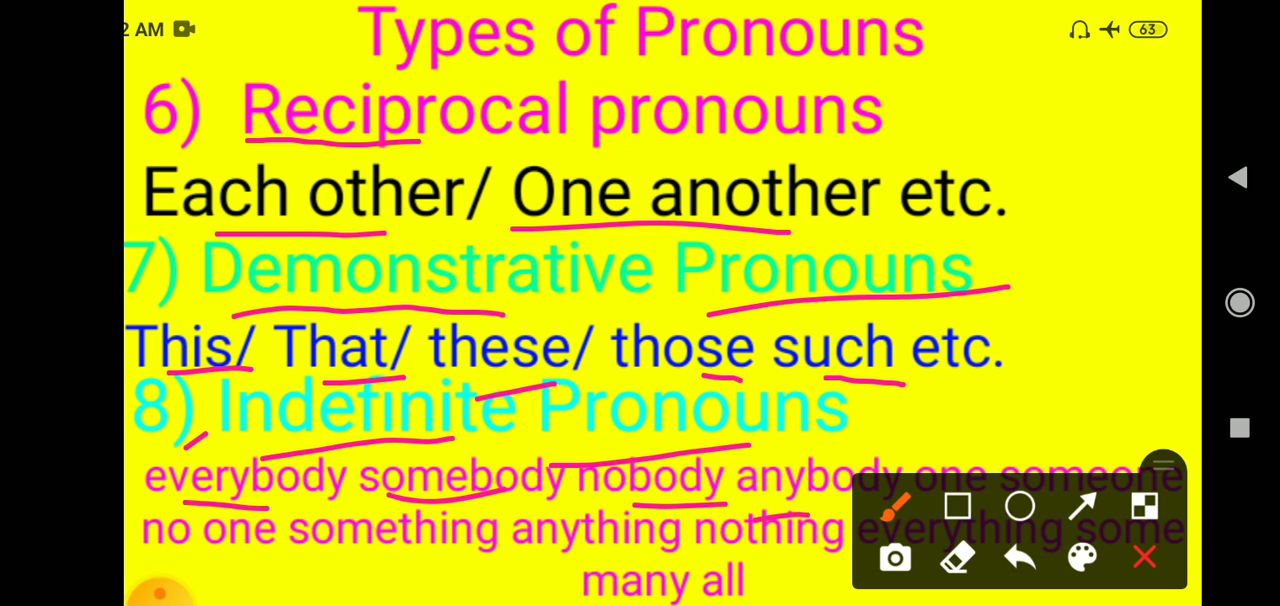 2 AM 63
Types of Pronouns
6) Reciprocal pronouns
Each other/ One another etc.
7) Demonstrative Pronouns
This/ That/ these/ those such etc.
8) Indefinite Pronouns
everybody somebody nobody anybody one someone
no one something anything nothing everything some
many all